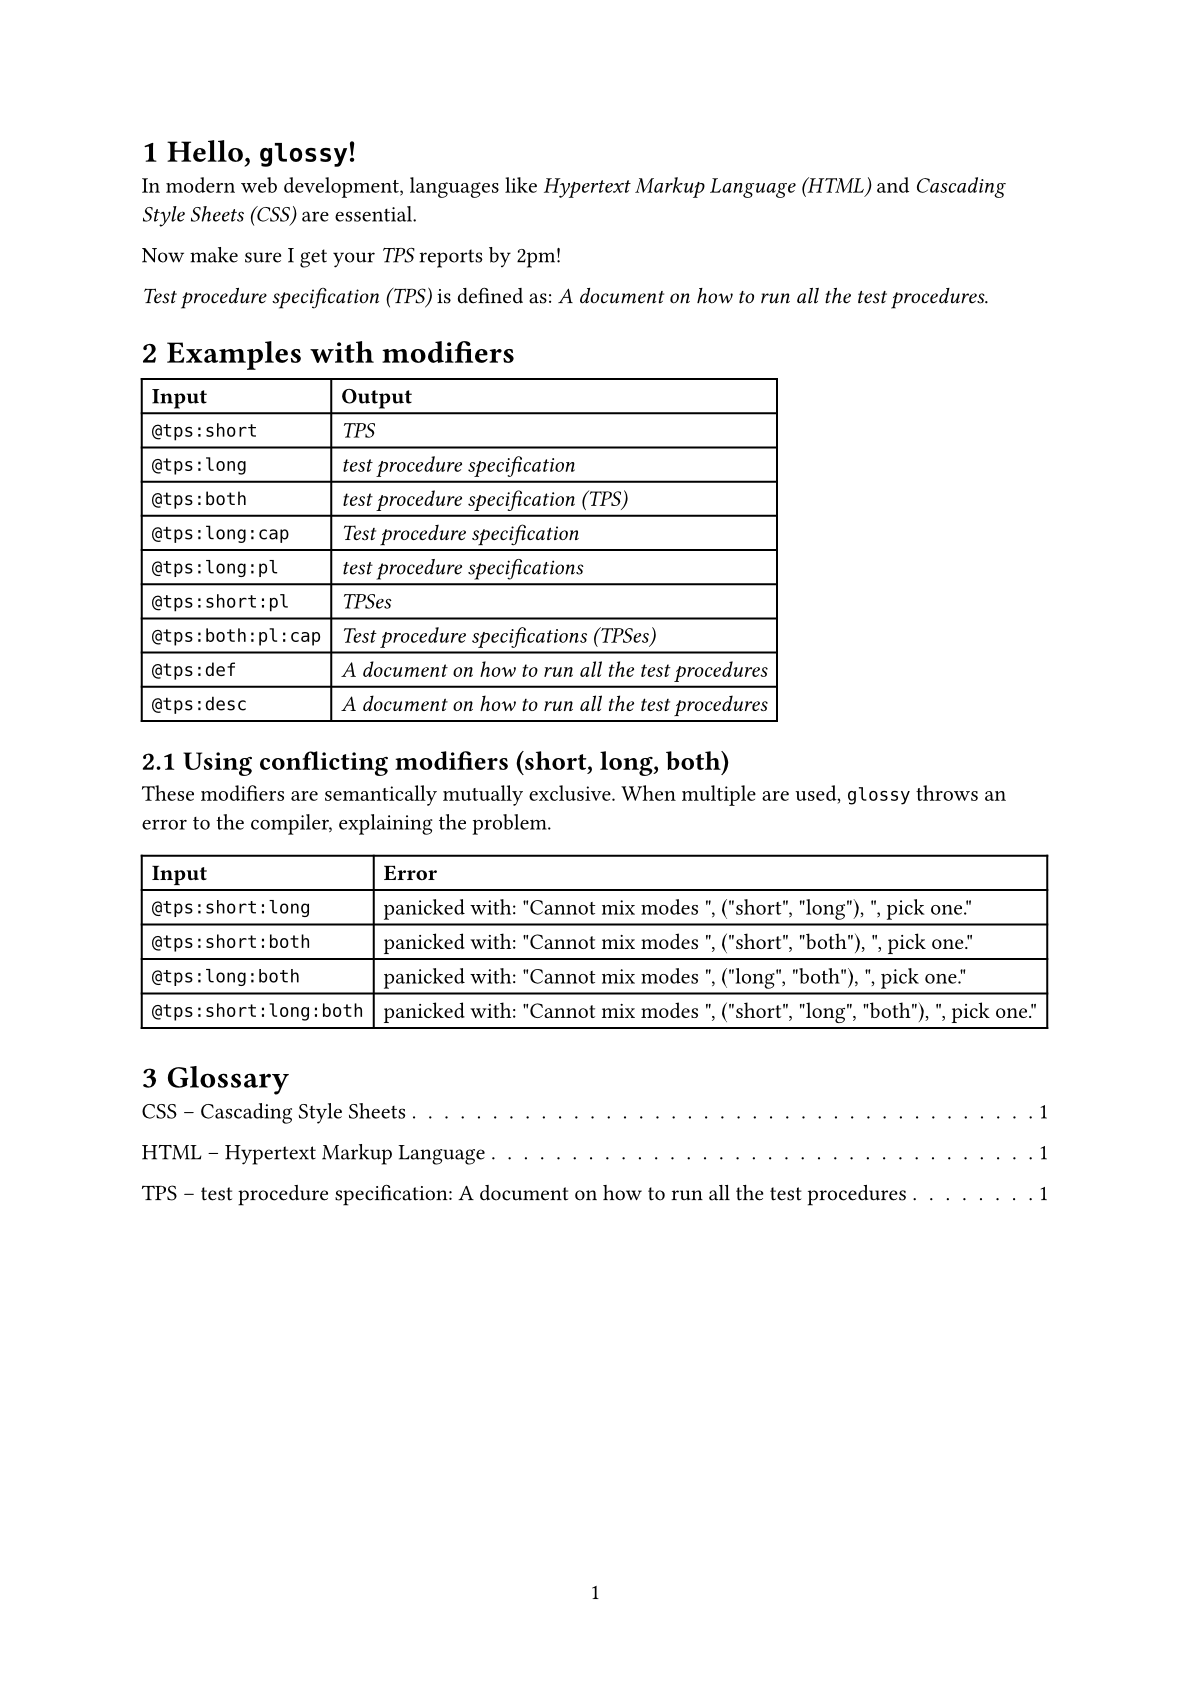 1 Hello, glossy!
In modern web development, languages like Hypertext Markup Language (HTML) and Cascading
Style Sheets (CSS) are essential.
Now make sure I get your TPS reports by 2pm!
Test procedure specification (TPS) is defined as: A document on how to run all the test procedures.
2 Examples with modifiers
Input Output
@tps:short TPS
@tps:long test procedure specification
@tps:both test procedure specification (TPS)
@tps:long:cap Test procedure specification
@tps:long:pl test procedure specifications
@tps:short:pl TPSes
@tps:both:pl:cap Test procedure specifications (TPSes)
@tps:def A document on how to run all the test procedures
@tps:desc A document on how to run all the test procedures
2.1 Using conflicting modifiers (short, long, both)
These modifiers are semantically mutually exclusive. When multiple are used, glossy throws an
error to the compiler, explaining the problem.
Input Error
@tps:short:long panicked with: "Cannot mix modes ", ("short", "long"), ", pick one."
@tps:short:both panicked with: "Cannot mix modes ", ("short", "both"), ", pick one."
@tps:long:both panicked with: "Cannot mix modes ", ("long", "both"), ", pick one."
@tps:short:long:both panicked with: "Cannot mix modes ", ("short", "long", "both"), ", pick one."
3 Glossary
CSS – Cascading Style Sheets . . . . . . . . . . . . . . . . . . . . . . . . . . . . . . . . . . . . . . . 1
HTML – Hypertext Markup Language . . . . . . . . . . . . . . . . . . . . . . . . . . . . . . . . . . 1
TPS – test procedure specification: A document on how to run all the test procedures . . . . . . . . 1
1